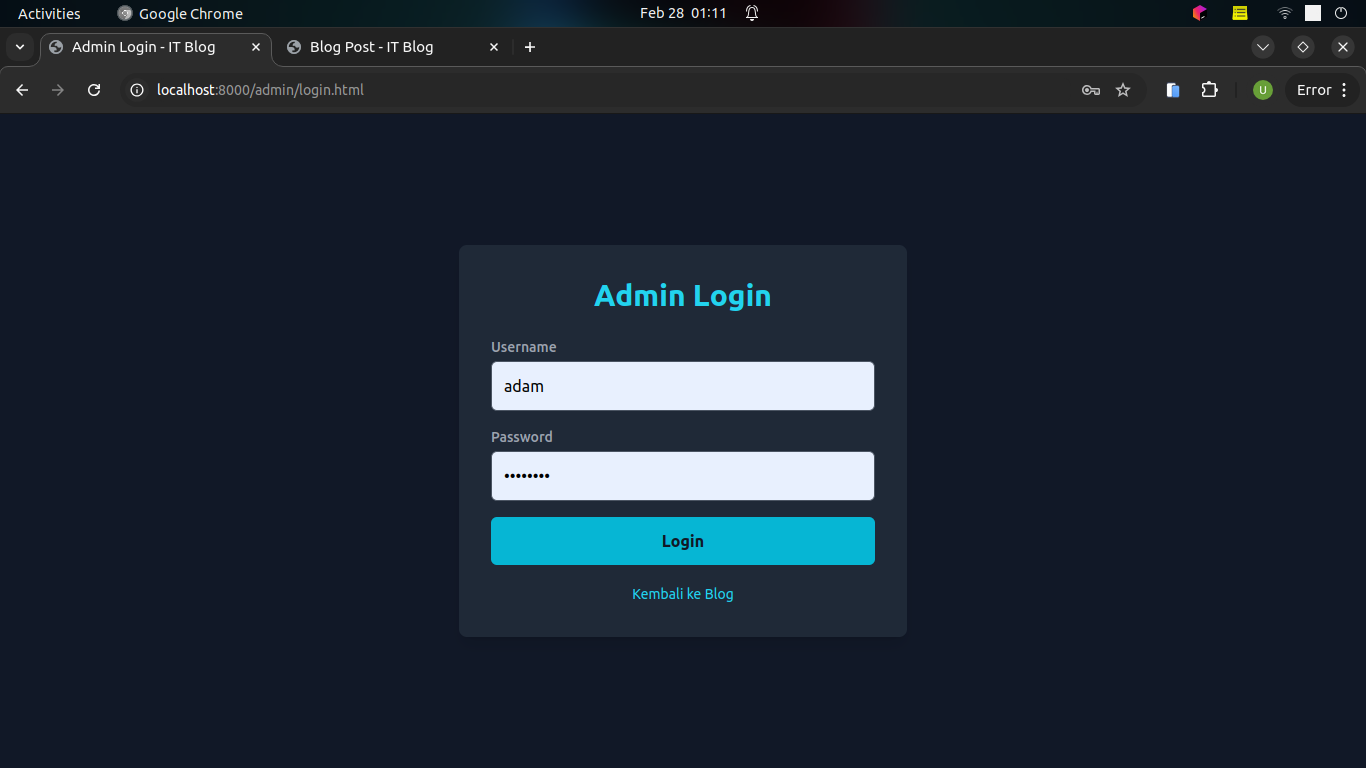 Activities Google Chrome Feb 28 01:11
Admin Login - IT Blog Blog Post - IT Blog
localhost:8000/admin/login.html U Error
Admin Login
Username
adam
Password
••••••••
Login
Kembali ke Blog